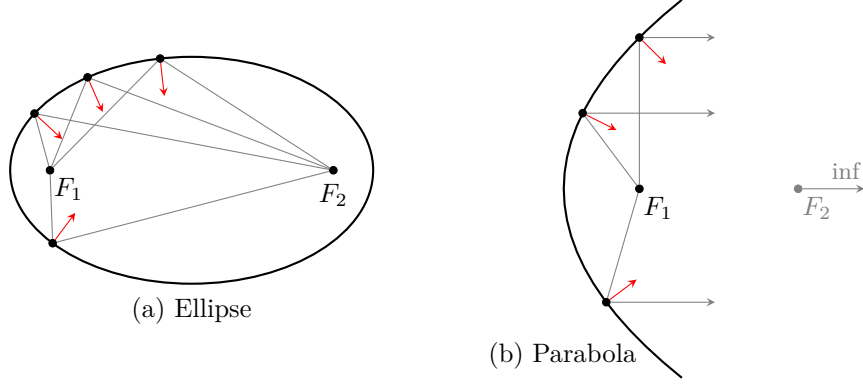 F₁
F₂
(a) Ellipse
F₁
inf
F₂
(b) Parabola